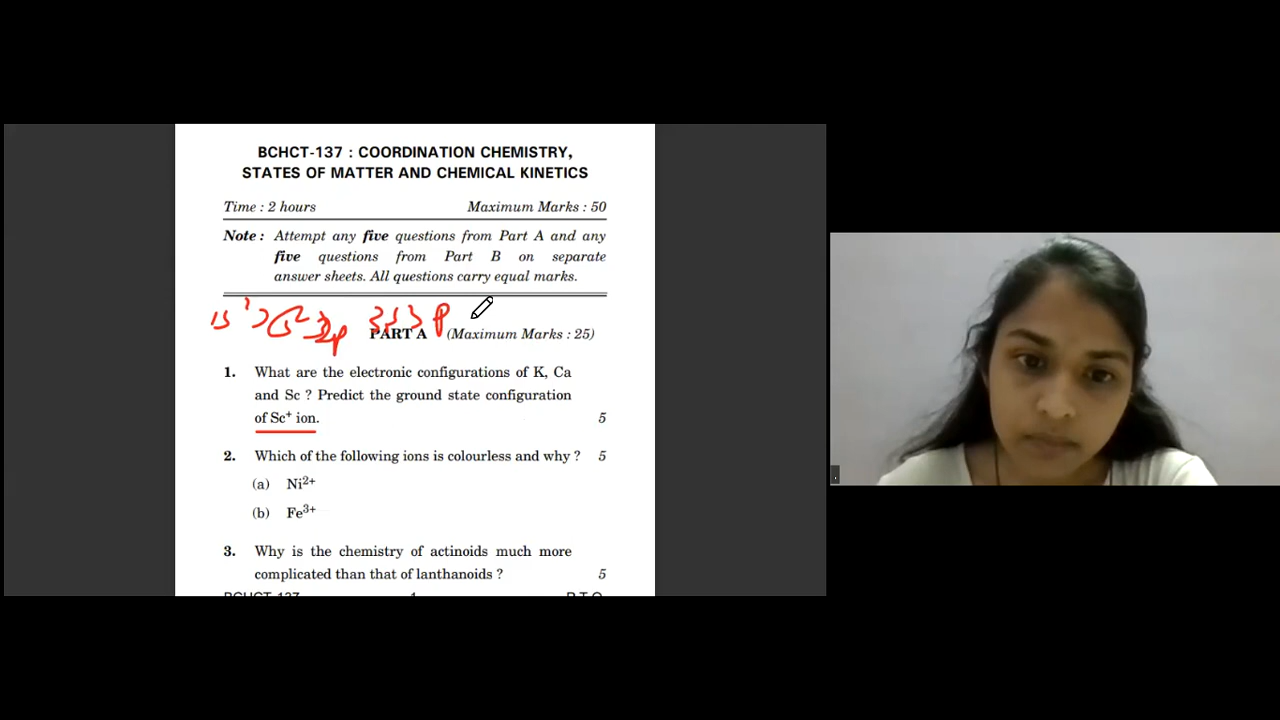 BCHCT-137 : COORDINATION CHEMISTRY,
STATES OF MATTER AND CHEMICAL KINETICS
Time : 2 hours Maximum Marks : 50
Note : Attempt any five questions from Part A and any
five questions from Part B on separate
answer sheets. All questions carry equal marks.
PART A (Maximum Marks : 25)
1. What are the electronic configurations of K, Ca
and Sc ? Predict the ground state configuration
of Sc⁺ ion. 5
2. Which of the following ions is colourless and why ? 5
(a) Ni²⁺
(b) Fe³⁺
3. Why is the chemistry of actinoids much more
complicated than that of lanthanoids ? 5